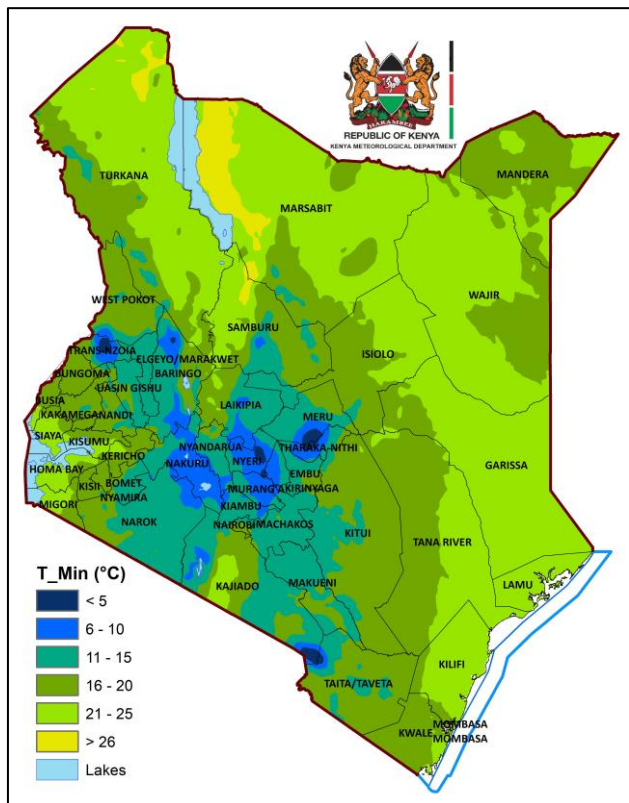 HARAMBEE
REPUBLIC OF KENYA
KENYA METEOROLOGICAL DEPARTMENT
MANDERA
TURKANA
MARSABIT
WAJIR
WEST POKOT
SAMBURU
ISIOLO
TRANS-NZOIA
ELGEYO/MARAKWET
BUNGOMA
BARINGO
UASIN GISHU
BUSIA
LAIKIPIA
MERU
KAKAMEGA
NANDI
SIAYA
KISUMU
NYANDARUA
THARAKA-NITHI
KERICHO
NAKURU
NYERI
GARISSA
HOMA BAY
EMBU
KISII
BOMET
MURANG'A
KIRINYAGA
NYAMIRA
KIAMBU
MIGORI
NAROK
NAIROBI
MACHAKOS
KITUI
TANA RIVER
KAJIADO
MAKUENI
LAMU
KILIFI
TAITA/TAVETA
MOMBASA
KWALE
MOMBASA
T_Min (°C)
< 5
6 - 10
11 - 15
16 - 20
21 - 25
> 26
Lakes